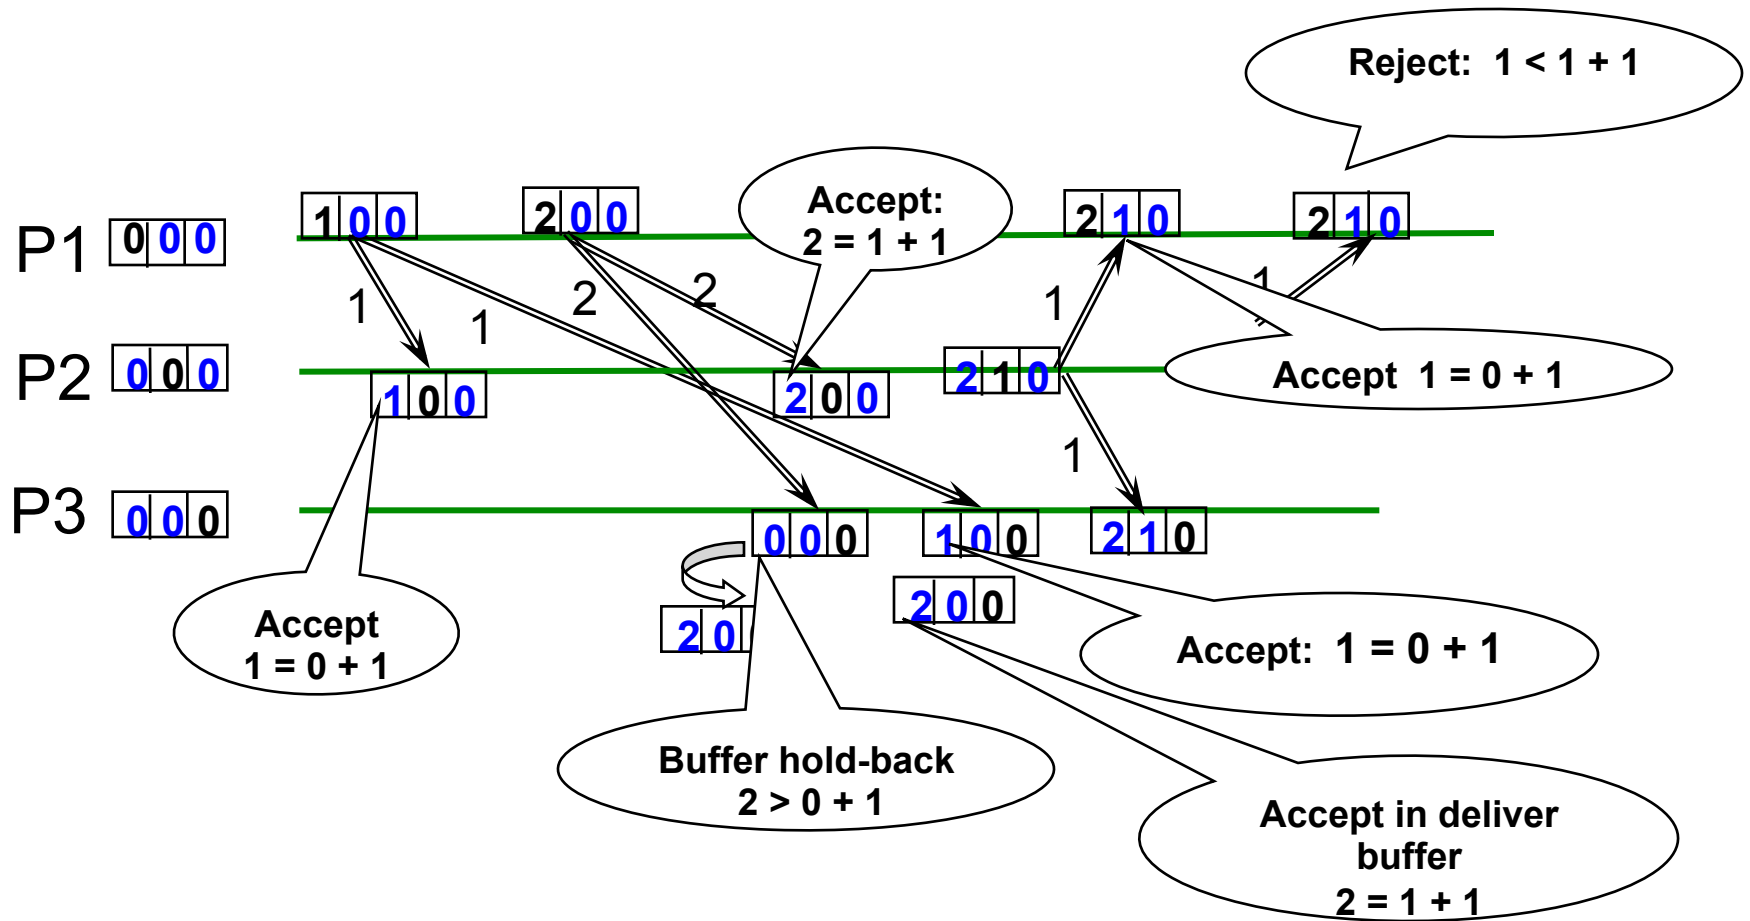 Reject: 1 < 1 + 1
Accept:
2 = 1 + 1
P1
0 0 0
1 0 0
2 0 0
2 1 0
2 1 0
1
1
2
2
1
1
P2
0 0 0
1 0 0
2 0 0
2 1 0
Accept 1 = 0 + 1
1
P3
0 0 0
0 0 0
1 0 0
2 1 0
2 0
2 0 0
Accept
1 = 0 + 1
Accept: 1 = 0 + 1
Buffer hold-back
2 > 0 + 1
Accept in deliver
buffer
2 = 1 + 1